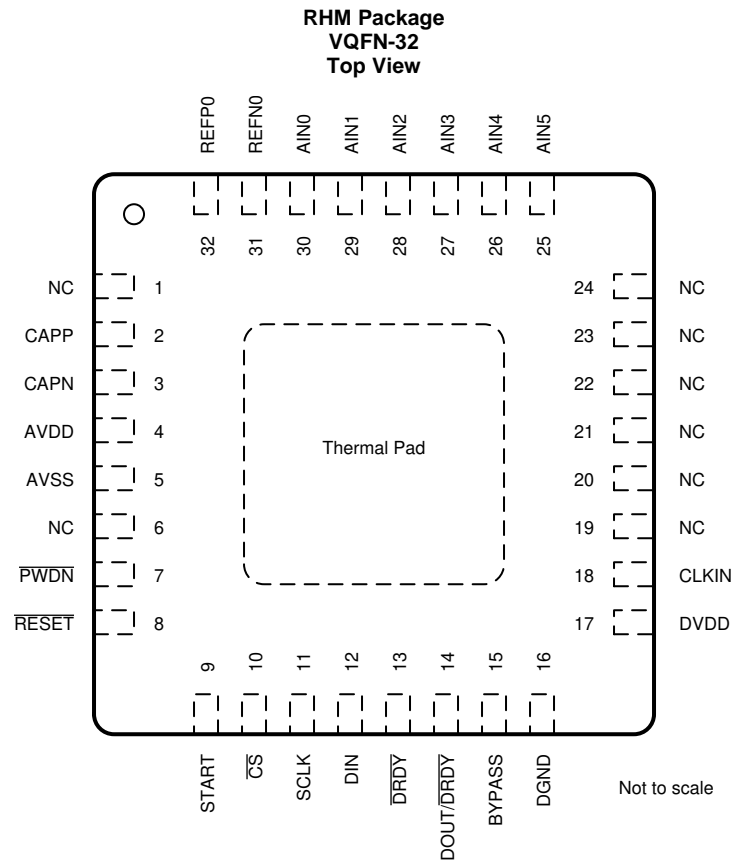 RHM Package
VQFN-32
Top View
REFP0
REFN0
AIN0
AIN1
AIN2
AIN3
AIN4
AIN5
32
31
30
29
28
27
26
25
NC 1
CAPP 2
CAPN 3
AVDD 4
AVSS 5
NC 6
PWDN 7
RESET 8
Thermal Pad
24 NC
23 NC
22 NC
21 NC
20 NC
19 NC
18 CLKIN
17 DVDD
9
10
11
12
13
14
15
16
START
CS
SCLK
DIN
DRDY
DOUT/DRDY
BYPASS
DGND
Not to scale